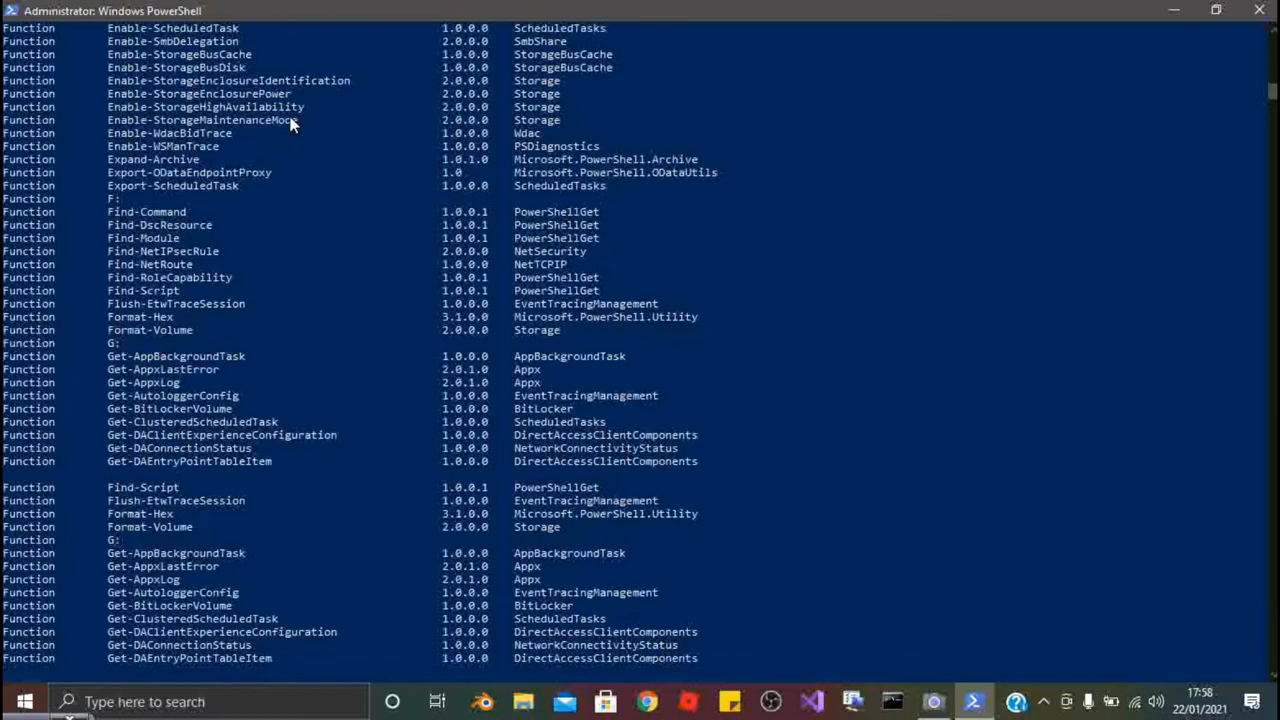 Administrator: Windows PowerShell
Function Enable-ScheduledTask 1.0.0.0 ScheduledTasks
Function Enable-SmbDelegation 2.0.0.0 SmbShare
Function Enable-StorageBusCache 1.0.0.0 StorageBusCache
Function Enable-StorageBusDisk 1.0.0.0 StorageBusCache
Function Enable-StorageEnclosureIdentification 2.0.0.0 Storage
Function Enable-StorageEnclosurePower 2.0.0.0 Storage
Function Enable-StorageHighAvailability 2.0.0.0 Storage
Function Enable-StorageMaintenanceMode 2.0.0.0 Storage
Function Enable-WdacBidTrace 1.0.0.0 Wdac
Function Enable-WSManTrace 1.0.0.0 PSDiagnostics
Function Expand-Archive 1.0.1.0 Microsoft.PowerShell.Archive
Function Export-ODataEndpointProxy 1.0 Microsoft.PowerShell.ODataUtils
Function Export-ScheduledTask 1.0.0.0 ScheduledTasks
Function F:
Function Find-Command 1.0.0.1 PowerShellGet
Function Find-DscResource 1.0.0.1 PowerShellGet
Function Find-Module 1.0.0.1 PowerShellGet
Function Find-NetIPsecRule 2.0.0.0 NetSecurity
Function Find-NetRoute 1.0.0.0 NetTCPIP
Function Find-RoleCapability 1.0.0.1 PowerShellGet
Function Find-Script 1.0.0.1 PowerShellGet
Function Flush-EtwTraceSession 1.0.0.0 EventTracingManagement
Function Format-Hex 3.1.0.0 Microsoft.PowerShell.Utility
Function Format-Volume 2.0.0.0 Storage
Function G:
Function Get-AppBackgroundTask 1.0.0.0 AppBackgroundTask
Function Get-AppxLastError 2.0.1.0 Appx
Function Get-AppxLog 2.0.1.0 Appx
Function Get-AutologgerConfig 1.0.0.0 EventTracingManagement
Function Get-BitLockerVolume 1.0.0.0 BitLocker
Function Get-ClusteredScheduledTask 1.0.0.0 ScheduledTasks
Function Get-DAClientExperienceConfiguration 1.0.0.0 DirectAccessClientComponents
Function Get-DAConnectionStatus 1.0.0.0 NetworkConnectivityStatus
Function Get-DAEntryPointTableItem 1.0.0.0 DirectAccessClientComponents
Function Find-Script 1.0.0.1 PowerShellGet
Function Flush-EtwTraceSession 1.0.0.0 EventTracingManagement
Function Format-Hex 3.1.0.0 Microsoft.PowerShell.Utility
Function Format-Volume 2.0.0.0 Storage
Function G:
Function Get-AppBackgroundTask 1.0.0.0 AppBackgroundTask
Function Get-AppxLastError 2.0.1.0 Appx
Function Get-AppxLog 2.0.1.0 Appx
Function Get-AutologgerConfig 1.0.0.0 EventTracingManagement
Function Get-BitLockerVolume 1.0.0.0 BitLocker
Function Get-ClusteredScheduledTask 1.0.0.0 ScheduledTasks
Function Get-DAClientExperienceConfiguration 1.0.0.0 DirectAccessClientComponents
Function Get-DAConnectionStatus 1.0.0.0 NetworkConnectivityStatus
Function Get-DAEntryPointTableItem 1.0.0.0 DirectAccessClientComponents
Type here to search
17:58
22/01/2021